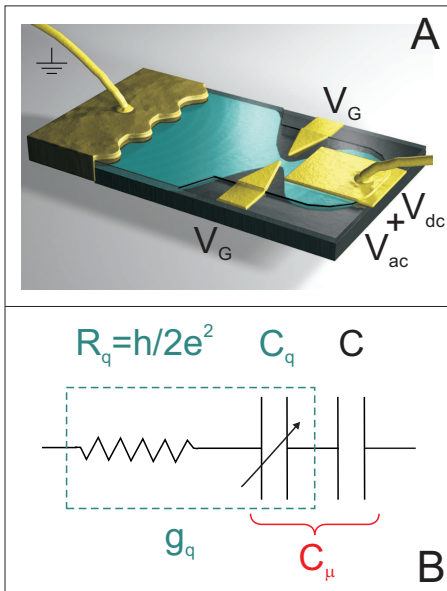 A
V_G
V_G
V_dc
+
V_ac
R_q=h/2e^2
C_q
C
g_q
C_μ
B